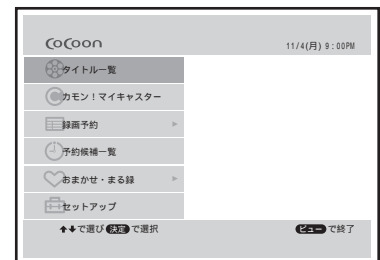 CoCoon
11/4(月) 9:00PM
タイトル一覧
カモン!マイキャスター
録画予約
予約候補一覧
おまかせ・まる録
セットアップ
↑↓で選び 決定 で選択
ビュー で終了